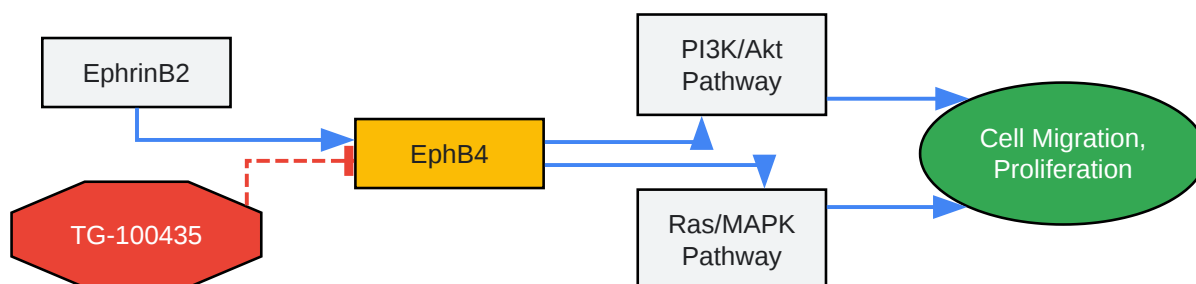 EphrinB2
TG-100435
EphB4
PI3K/Akt
Pathway
Ras/MAPK
Pathway
Cell Migration,
Proliferation